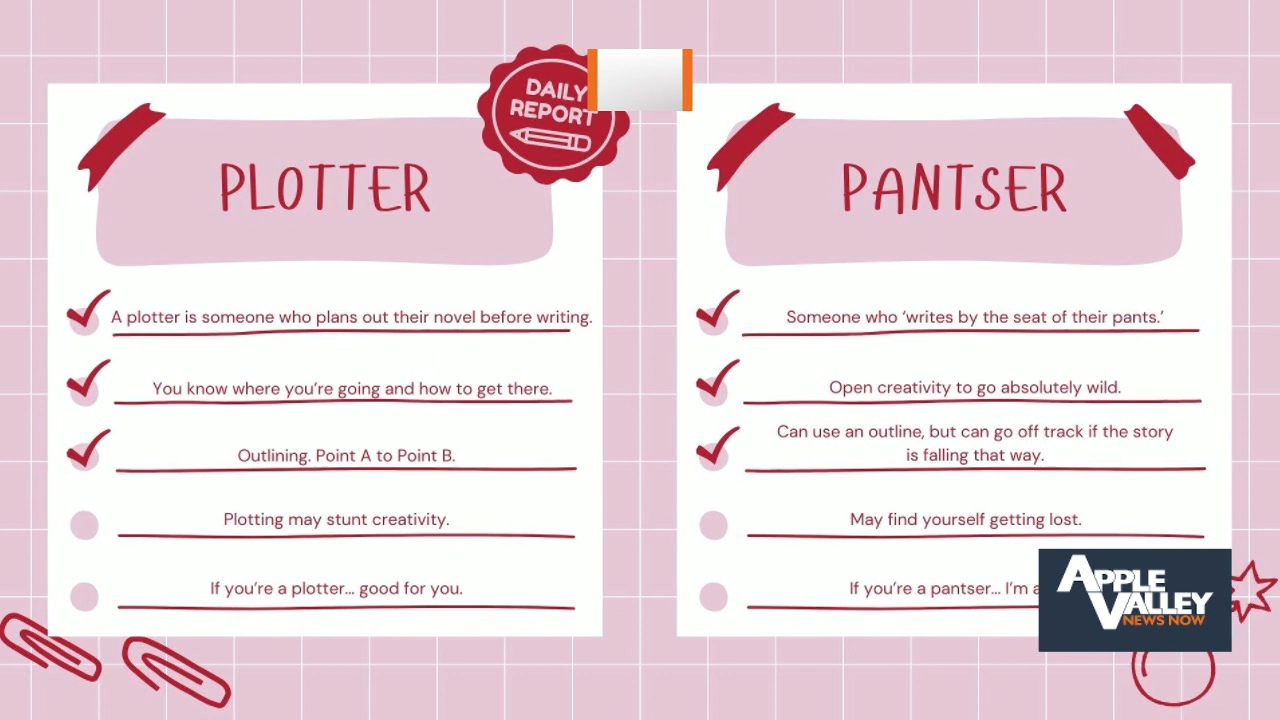 DAILY
REPORT
PLOTTER
A plotter is someone who plans out their novel before writing.
You know where you’re going and how to get there.
Outlining. Point A to Point B.
Plotting may stunt creativity.
If you’re a plotter... good for you.
PANTSER
Someone who ‘writes by the seat of their pants.’
Open creativity to go absolutely wild.
Can use an outline, but can go off track if the story
is falling that way.
May find yourself getting lost.
If you’re a pantser... I’m
APPLE
VALLEY
NEWS NOW